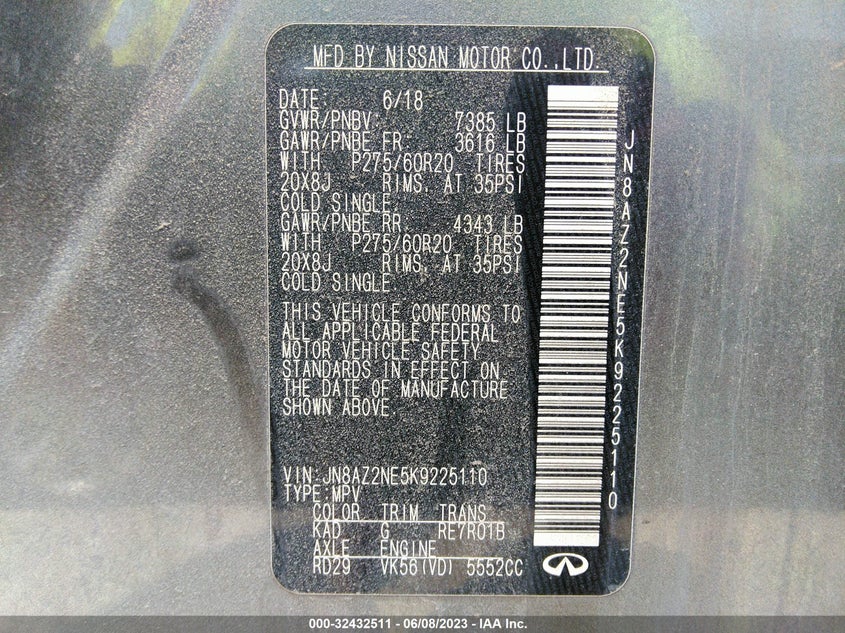 MFD BY NISSAN MOTOR CO.,LTD.
DATE: 6/18
GVWR/PNBV: 7385 LB
GAWR/PNBE FR: 3616 LB
WITH P275/60R20 TIRES
20X8J RIMS, AT 35PSI
COLD SINGLE
GAWR/PNBE RR 4343 LB
WITH P275/60R20 TIRES
20X8J RIMS, AT 35PSI
COLD SINGLE
THIS VEHICLE CONFORMS TO
ALL APPLICABLE FEDERAL
MOTOR VEHICLE SAFETY
STANDARDS IN EFFECT ON
THE DATE OF MANUFACTURE
SHOWN ABOVE.
VIN:JN8AZ2NE5K9225110
TYPE:MPV
COLOR TRIM TRANS
KAD G RE7R01B
AXLE ENGINE
RD29 VK56(VD) 5552CC
JN8AZ2NE5K9225110
000-32432511 - 06/08/2023 - IAA Inc.